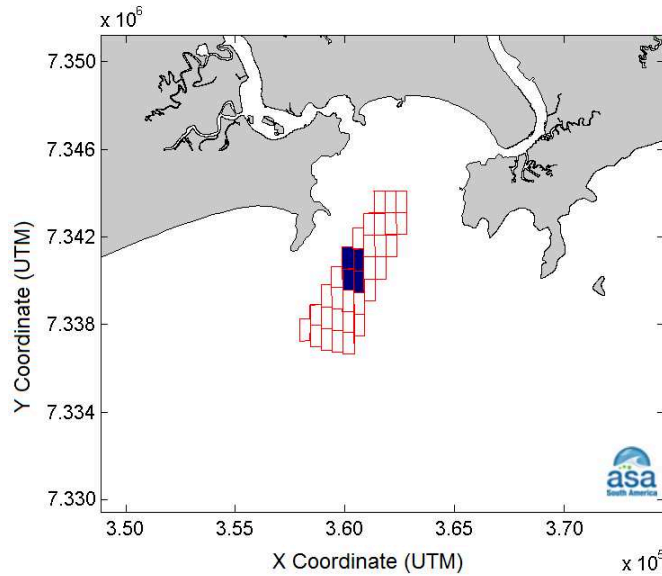 x 10⁶
7.350
7.346
7.342
7.338
7.334
7.330
Y Coordinate (UTM)
3.50
3.55
3.60
3.65
3.70
X Coordinate (UTM)
x 10⁵
asa
South America